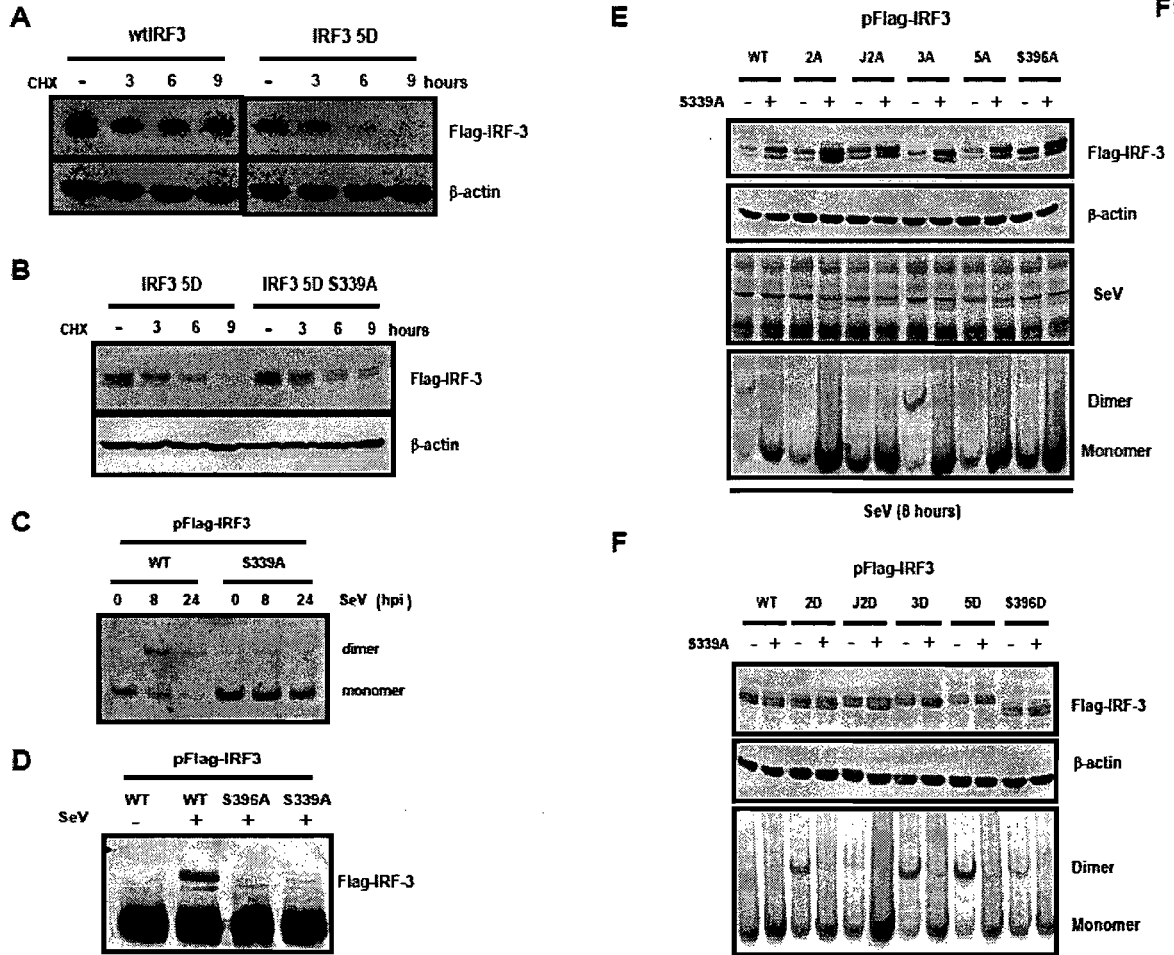 A
wtIRF3 IRF3 5D
CHX - 3 6 9 - 3 6 9 hours
Flag-IRF-3
β-actin
B
IRF3 5D IRF3 5D S339A
CHX - 3 6 9 - 3 6 9 hours
Flag-IRF-3
β-actin
C
pFlag-IRF3
WT S339A
0 8 24 0 8 24 SeV (hpi)
dimer
monomer
D
pFlag-IRF3
WT WT S396A S339A
SeV - + + +
Flag-IRF-3
E
pFlag-IRF3
WT 2A J2A 3A 5A S396A
S339A - + - + - + - + - + - +
Flag-IRF-3
β-actin
SeV
Dimer
Monomer
SeV (8 hours)
F
pFlag-IRF3
WT 2D J2D 3D 5D S396D
S339A - + - + - + - + - + - +
Flag-IRF-3
β-actin
Dimer
Monomer